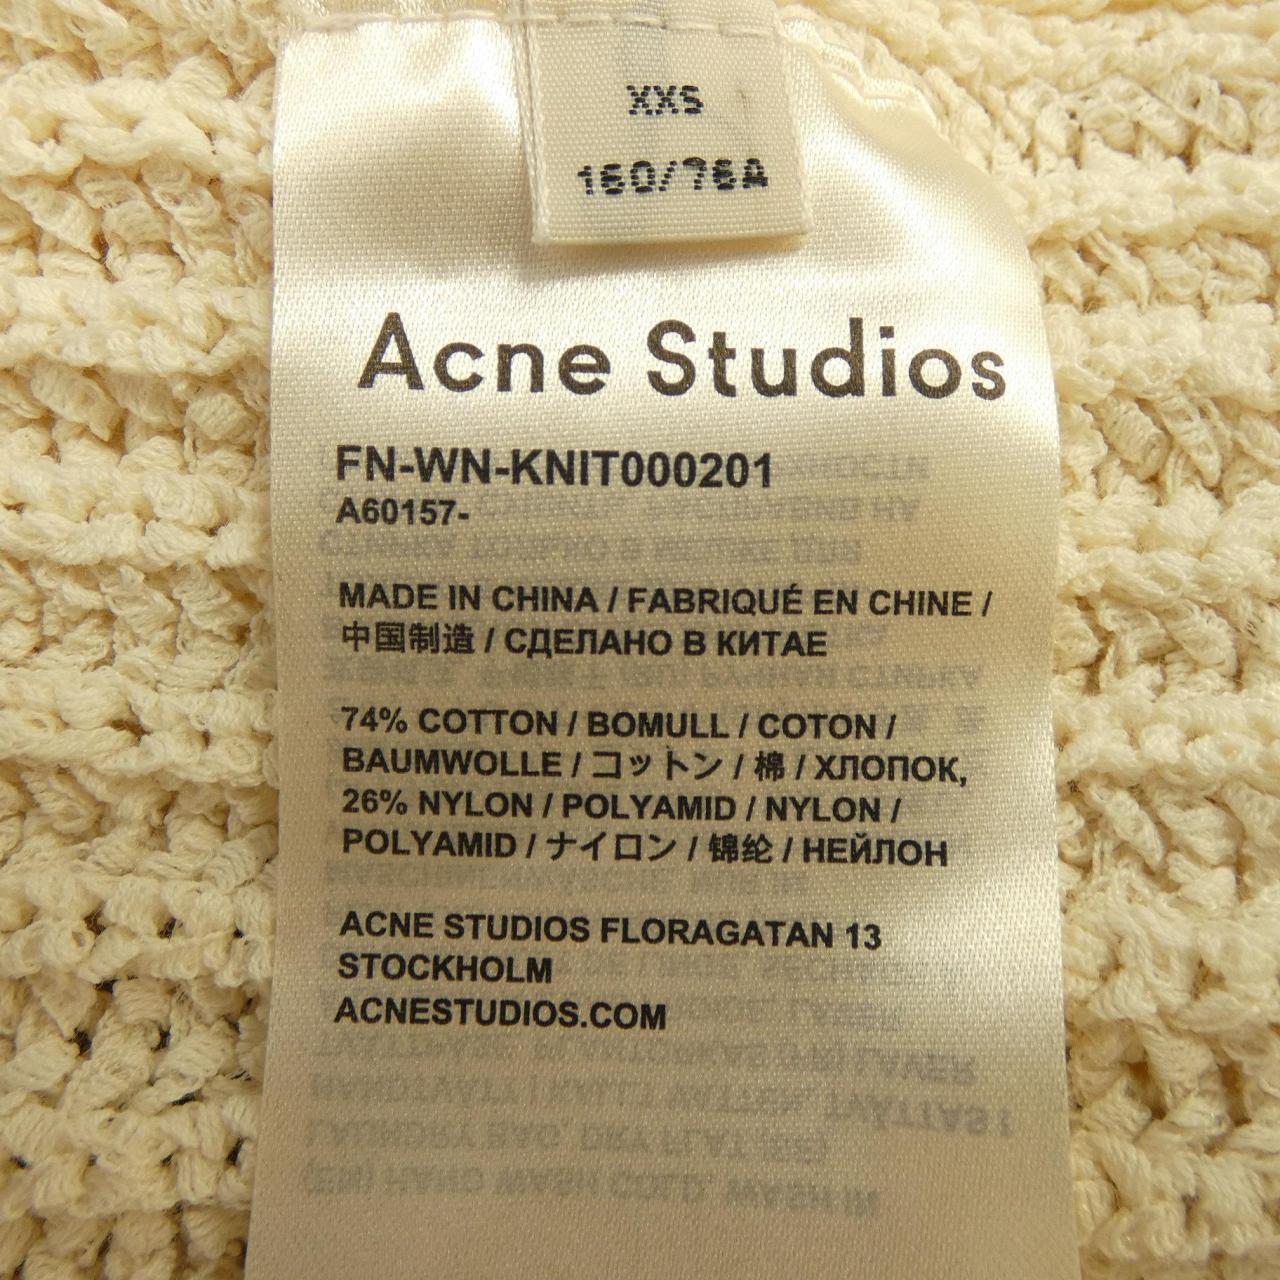 XXS
160/76A
Acne Studios
FN-WN-KNIT000201
A60157-
MADE IN CHINA / FABRIQUÉ EN CHINE /
中国制造 / СДЕЛАНО В КИТАЕ
74% COTTON / BOMULL / COTON /
BAUMWOLLE / コットン / 棉 / ХЛОПОК,
26% NYLON / POLYAMID / NYLON /
POLYAMID / ナイロン / 锦纶 / НЕЙЛОН
ACNE STUDIOS FLORAGATAN 13
STOCKHOLM
ACNESTUDIOS.COM